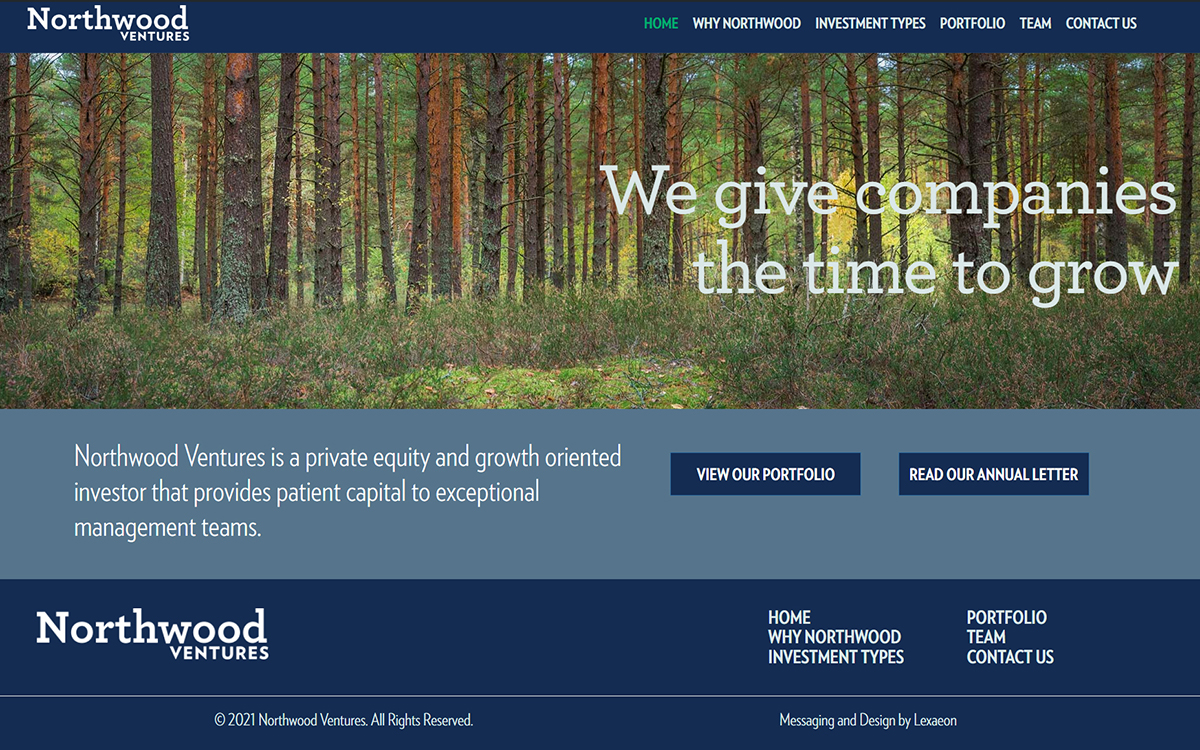 Northwood
VENTURES
HOME WHY NORTHWOOD INVESTMENT TYPES PORTFOLIO TEAM CONTACT US
We give companies
the time to grow
Northwood Ventures is a private equity and growth oriented
investor that provides patient capital to exceptional
management teams.
VIEW OUR PORTFOLIO
READ OUR ANNUAL LETTER
Northwood
VENTURES
HOME
WHY NORTHWOOD
INVESTMENT TYPES
PORTFOLIO
TEAM
CONTACT US
© 2021 Northwood Ventures. All Rights Reserved.
Messaging and Design by Lexaeon